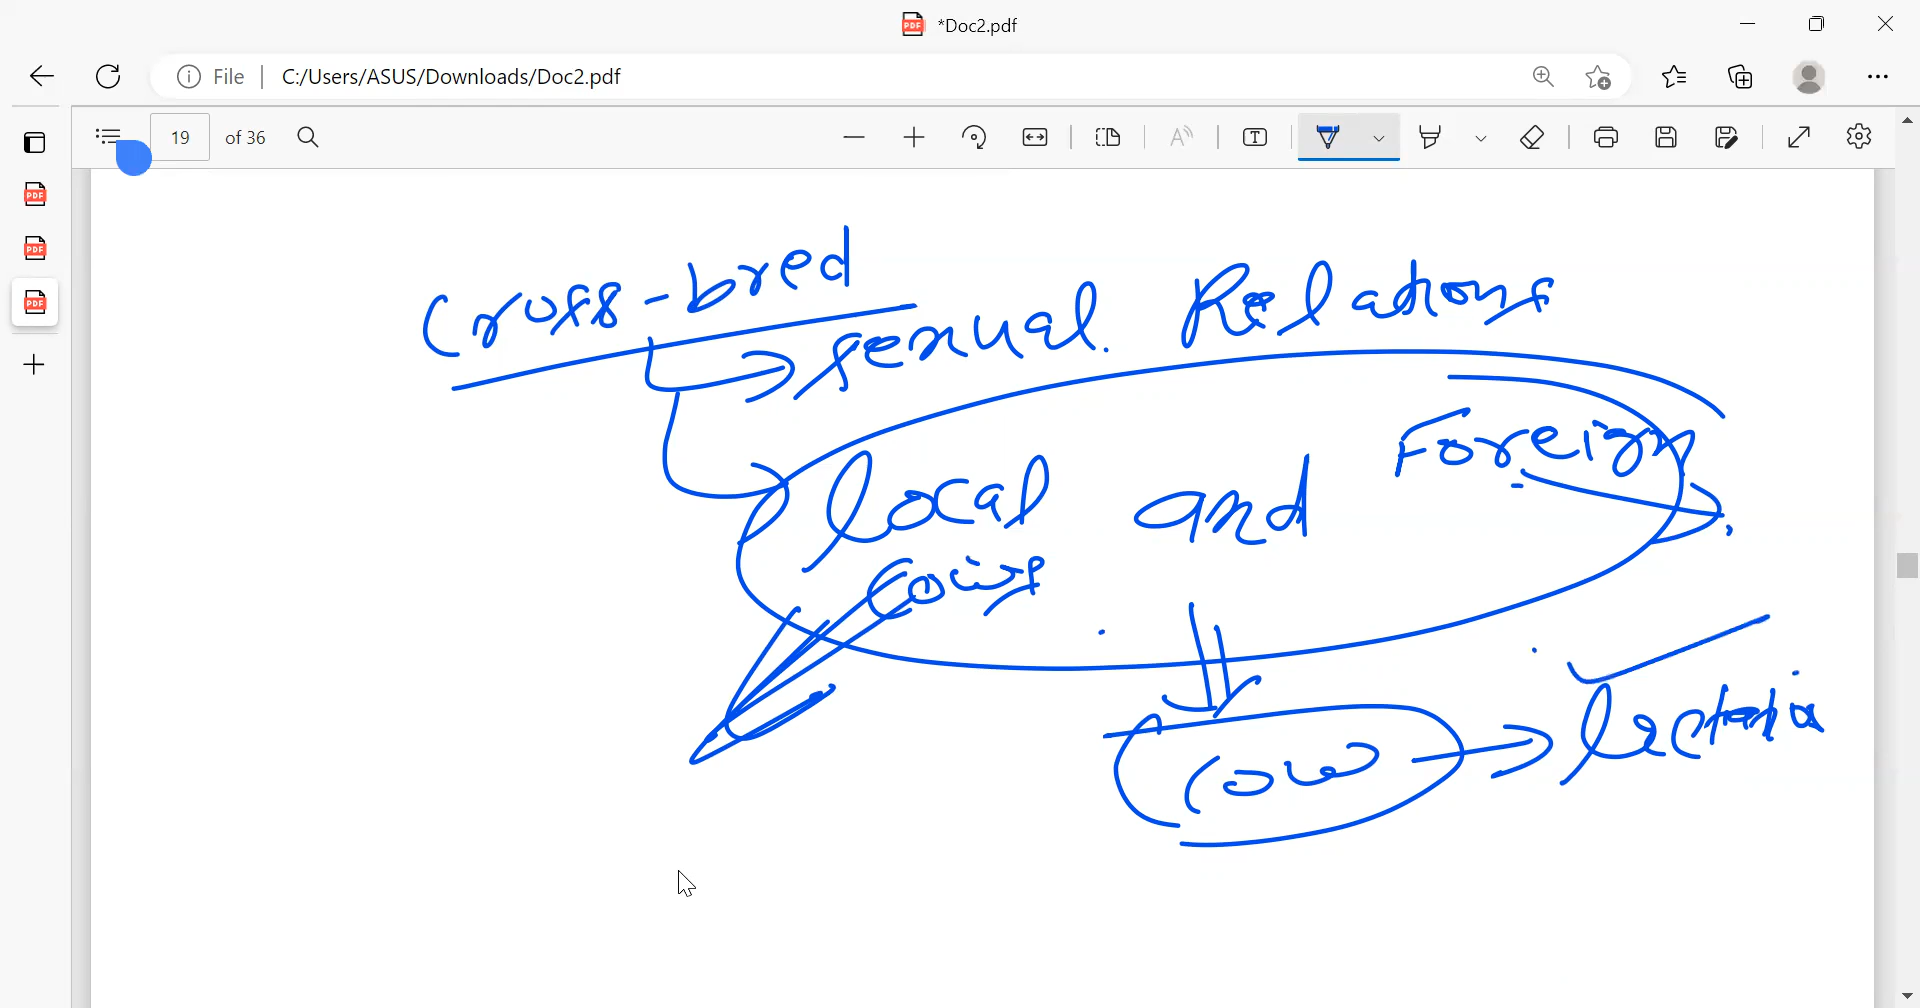 *Doc2.pdf
File C:/Users/ASUS/Downloads/Doc2.pdf
19 of 36
Cross-bred
sexual. Relations
local and Foreign
Cows
Cow